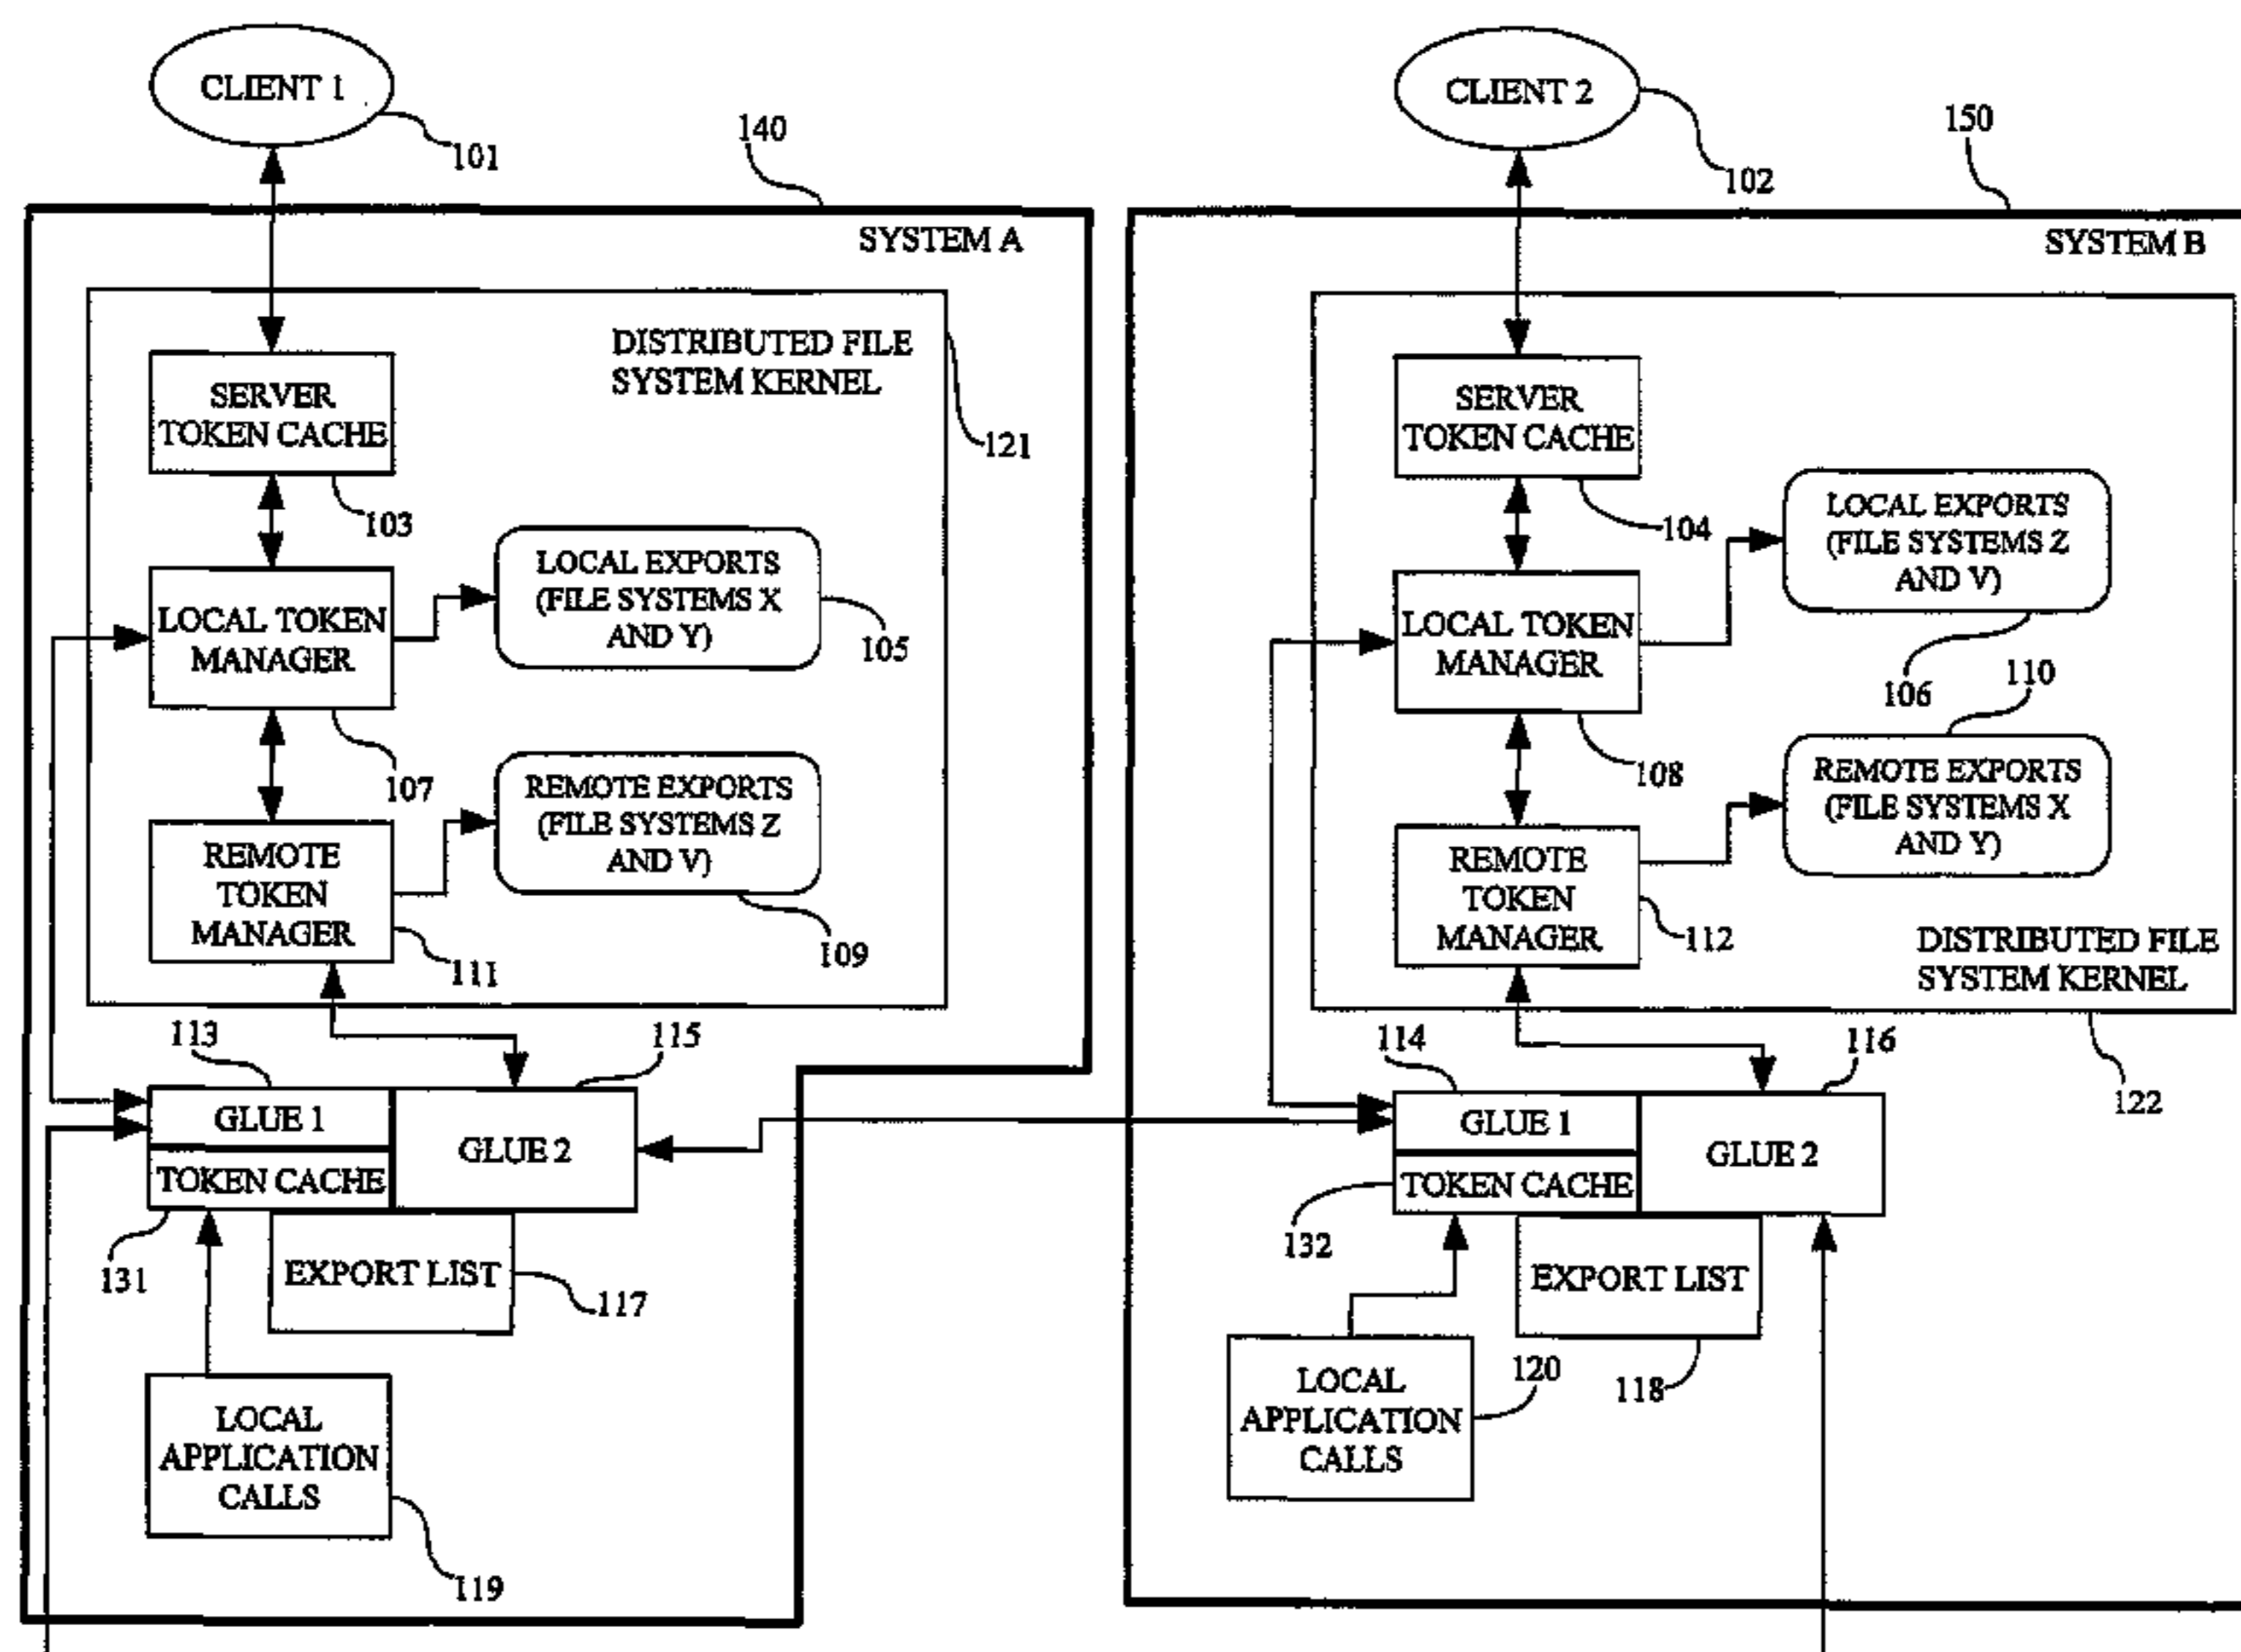 CLIENT 1
101
140
SYSTEM A
DISTRIBUTED FILE
SYSTEM KERNEL
121
SERVER
TOKEN CACHE
103
LOCAL TOKEN
MANAGER
107
LOCAL EXPORTS
(FILE SYSTEMS X
AND Y)
105
REMOTE
TOKEN
MANAGER
111
REMOTE EXPORTS
(FILE SYSTEMS Z
AND V)
109
113
115
GLUE 1
TOKEN CACHE
GLUE 2
131
EXPORT LIST
117
LOCAL
APPLICATION
CALLS
119
CLIENT 2
102
150
SYSTEM B
SERVER
TOKEN CACHE
104
LOCAL EXPORTS
(FILE SYSTEMS Z
AND V)
106
LOCAL TOKEN
MANAGER
108
110
REMOTE EXPORTS
(FILE SYSTEMS X
AND Y)
REMOTE
TOKEN
MANAGER
112
DISTRIBUTED FILE
SYSTEM KERNEL
122
114
116
GLUE 1
TOKEN CACHE
GLUE 2
132
EXPORT LIST
118
LOCAL
APPLICATION
CALLS
120